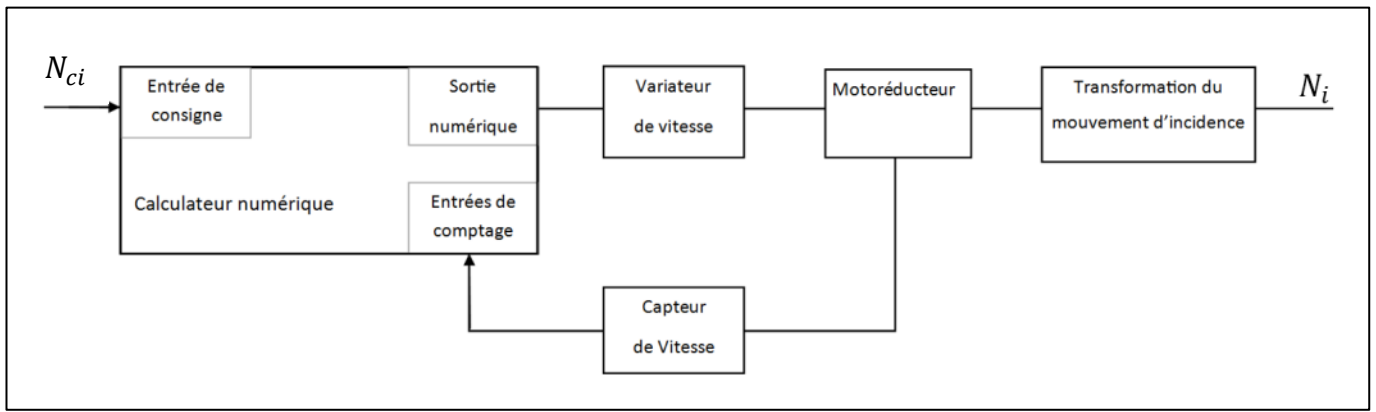 N_ci
Entrée de
consigne
Sortie
numérique
Calculateur numérique
Entrées de
comptage
Variateur
de vitesse
Motoréducteur
Transformation du
mouvement d'incidence
N_i
Capteur
de Vitesse